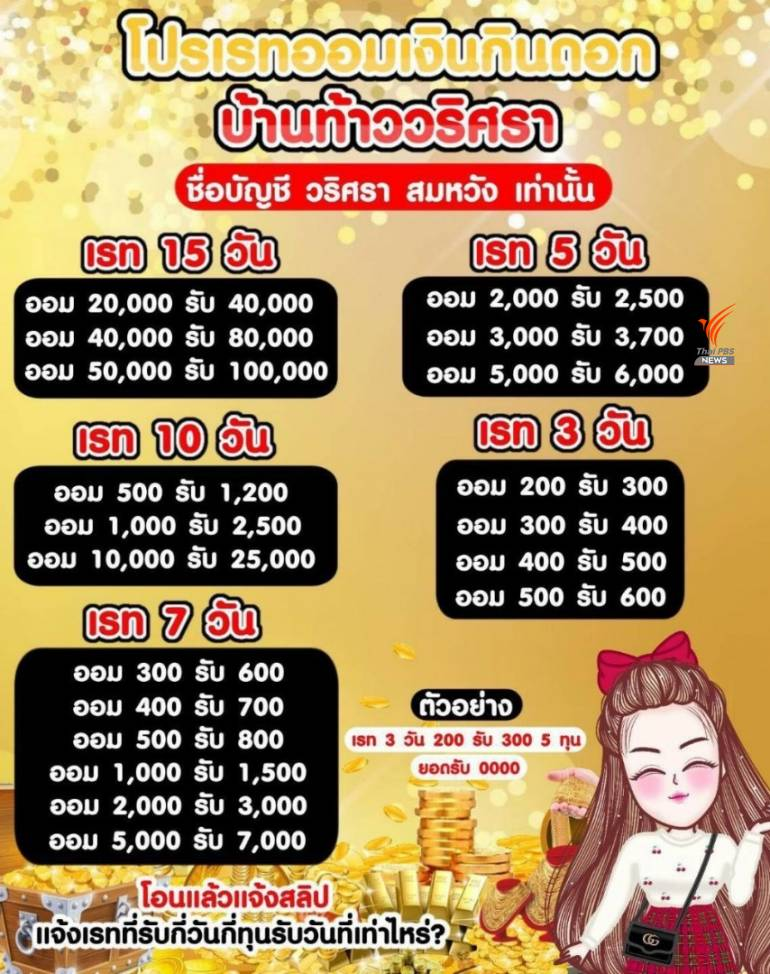 โปรเรทออมเงินกินดอก
บ้านท้าววริศรา
ชื่อบัญชี วริศรา สมหวัง เท่านั้น
เรท 15 วัน
ออม 20,000 รับ 40,000
ออม 40,000 รับ 80,000
ออม 50,000 รับ 100,000
เรท 5 วัน
ออม 2,000 รับ 2,500
ออม 3,000 รับ 3,700
ออม 5,000 รับ 6,000
Thai PBS
NEWS
เรท 10 วัน
ออม 500 รับ 1,200
ออม 1,000 รับ 2,500
ออม 10,000 รับ 25,000
เรท 3 วัน
ออม 200 รับ 300
ออม 300 รับ 400
ออม 400 รับ 500
ออม 500 รับ 600
เรท 7 วัน
ออม 300 รับ 600
ออม 400 รับ 700
ออม 500 รับ 800
ออม 1,000 รับ 1,500
ออม 2,000 รับ 3,000
ออม 5,000 รับ 7,000
ตัวอย่าง
เรท 3 วัน 200 รับ 300 5 ทุน
ยอดรับ 0000
โอนแล้วแจ้งสลิป
แจ้งเรทที่รับกี่วันกี่ทุนรับวันที่เท่าไหร่?